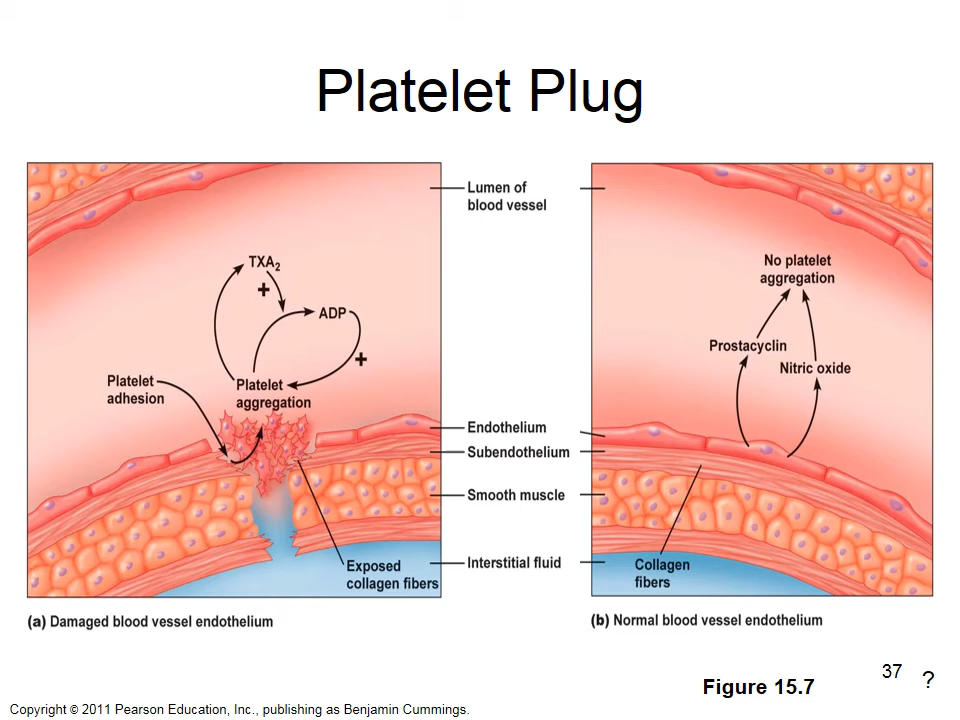 Platelet Plug
Lumen of
blood vessel
TXA2
+
ADP
+
Platelet
adhesion
Platelet
aggregation
Endothelium
Subendothelium
Smooth muscle
Interstitial fluid
Exposed
collagen fibers
(a) Damaged blood vessel endothelium
No platelet
aggregation
Prostacyclin
Nitric oxide
Collagen
fibers
(b) Normal blood vessel endothelium
Figure 15.7
37
?
Copyright © 2011 Pearson Education, Inc., publishing as Benjamin Cummings.